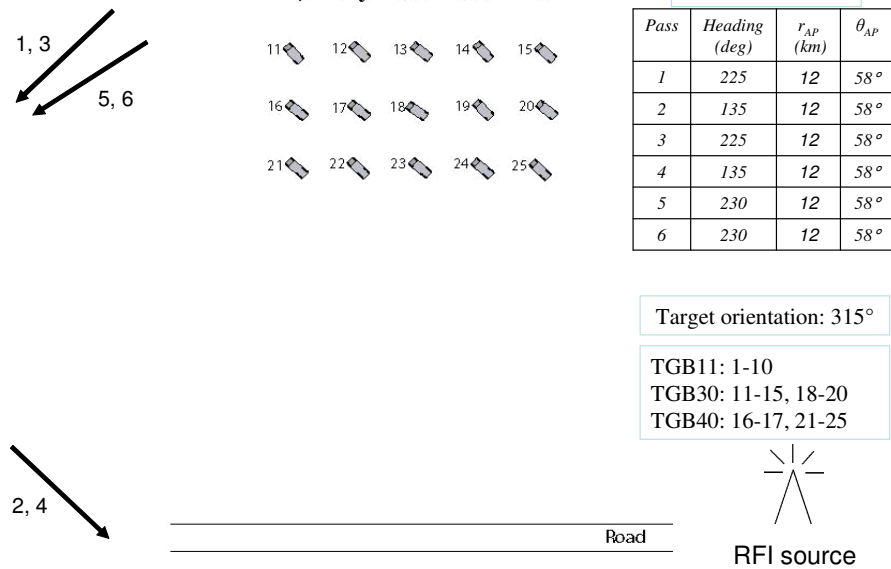 1, 3
5, 6
11 12 13 14 15
16 17 18 19 20
21 22 23 24 25
Pass Heading (deg) r_AP (km) θ_AP
1 225 12 58°
2 135 12 58°
3 225 12 58°
4 135 12 58°
5 230 12 58°
6 230 12 58°
Target orientation: 315°
TGB11: 1-10
TGB30: 11-15, 18-20
TGB40: 16-17, 21-25
2, 4
Road
RFI source